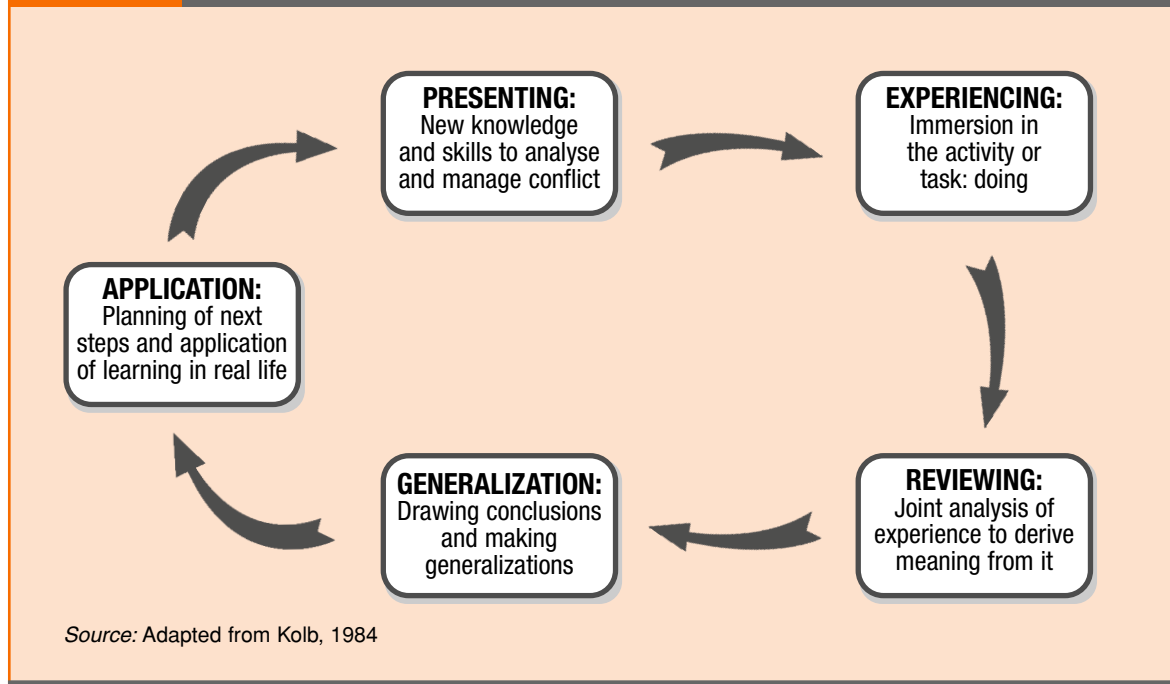 PRESENTING:
New knowledge
and skills to analyse
and manage conflict
EXPERIENCING:
Immersion in
the activity or
task: doing
REVIEWING:
Joint analysis of
experience to derive
meaning from it
GENERALIZATION:
Drawing conclusions
and making
generalizations
APPLICATION:
Planning of next
steps and application
of learning in real life
Source: Adapted from Kolb, 1984